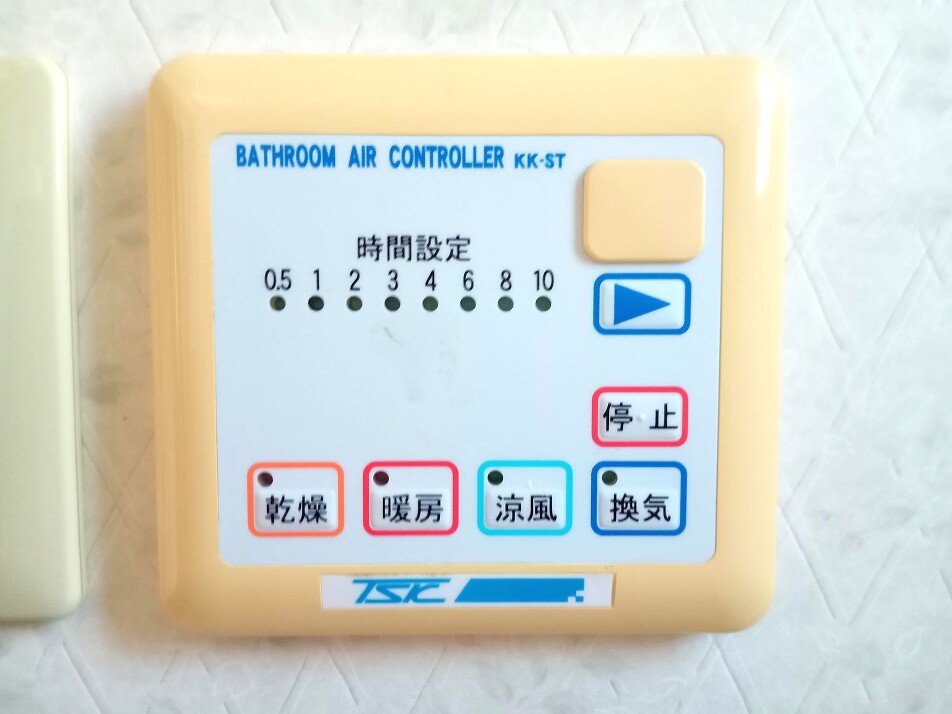 BATHROOM AIR CONTROLLER KK-ST
時間設定
0.5 1 2 3 4 6 8 10
停止
乾燥 暖房 涼風 換気
TSK